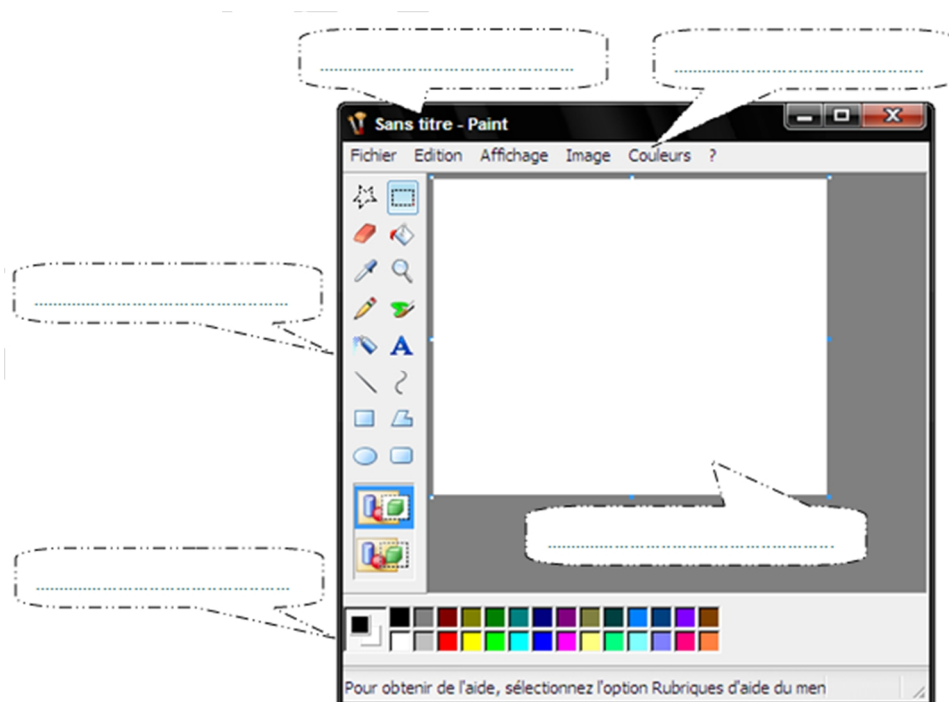 Sans titre - Paint
Fichier Edition Affichage Image Couleurs ?
A
Pour obtenir de l'aide, sélectionnez l'option Rubriques d'aide du men